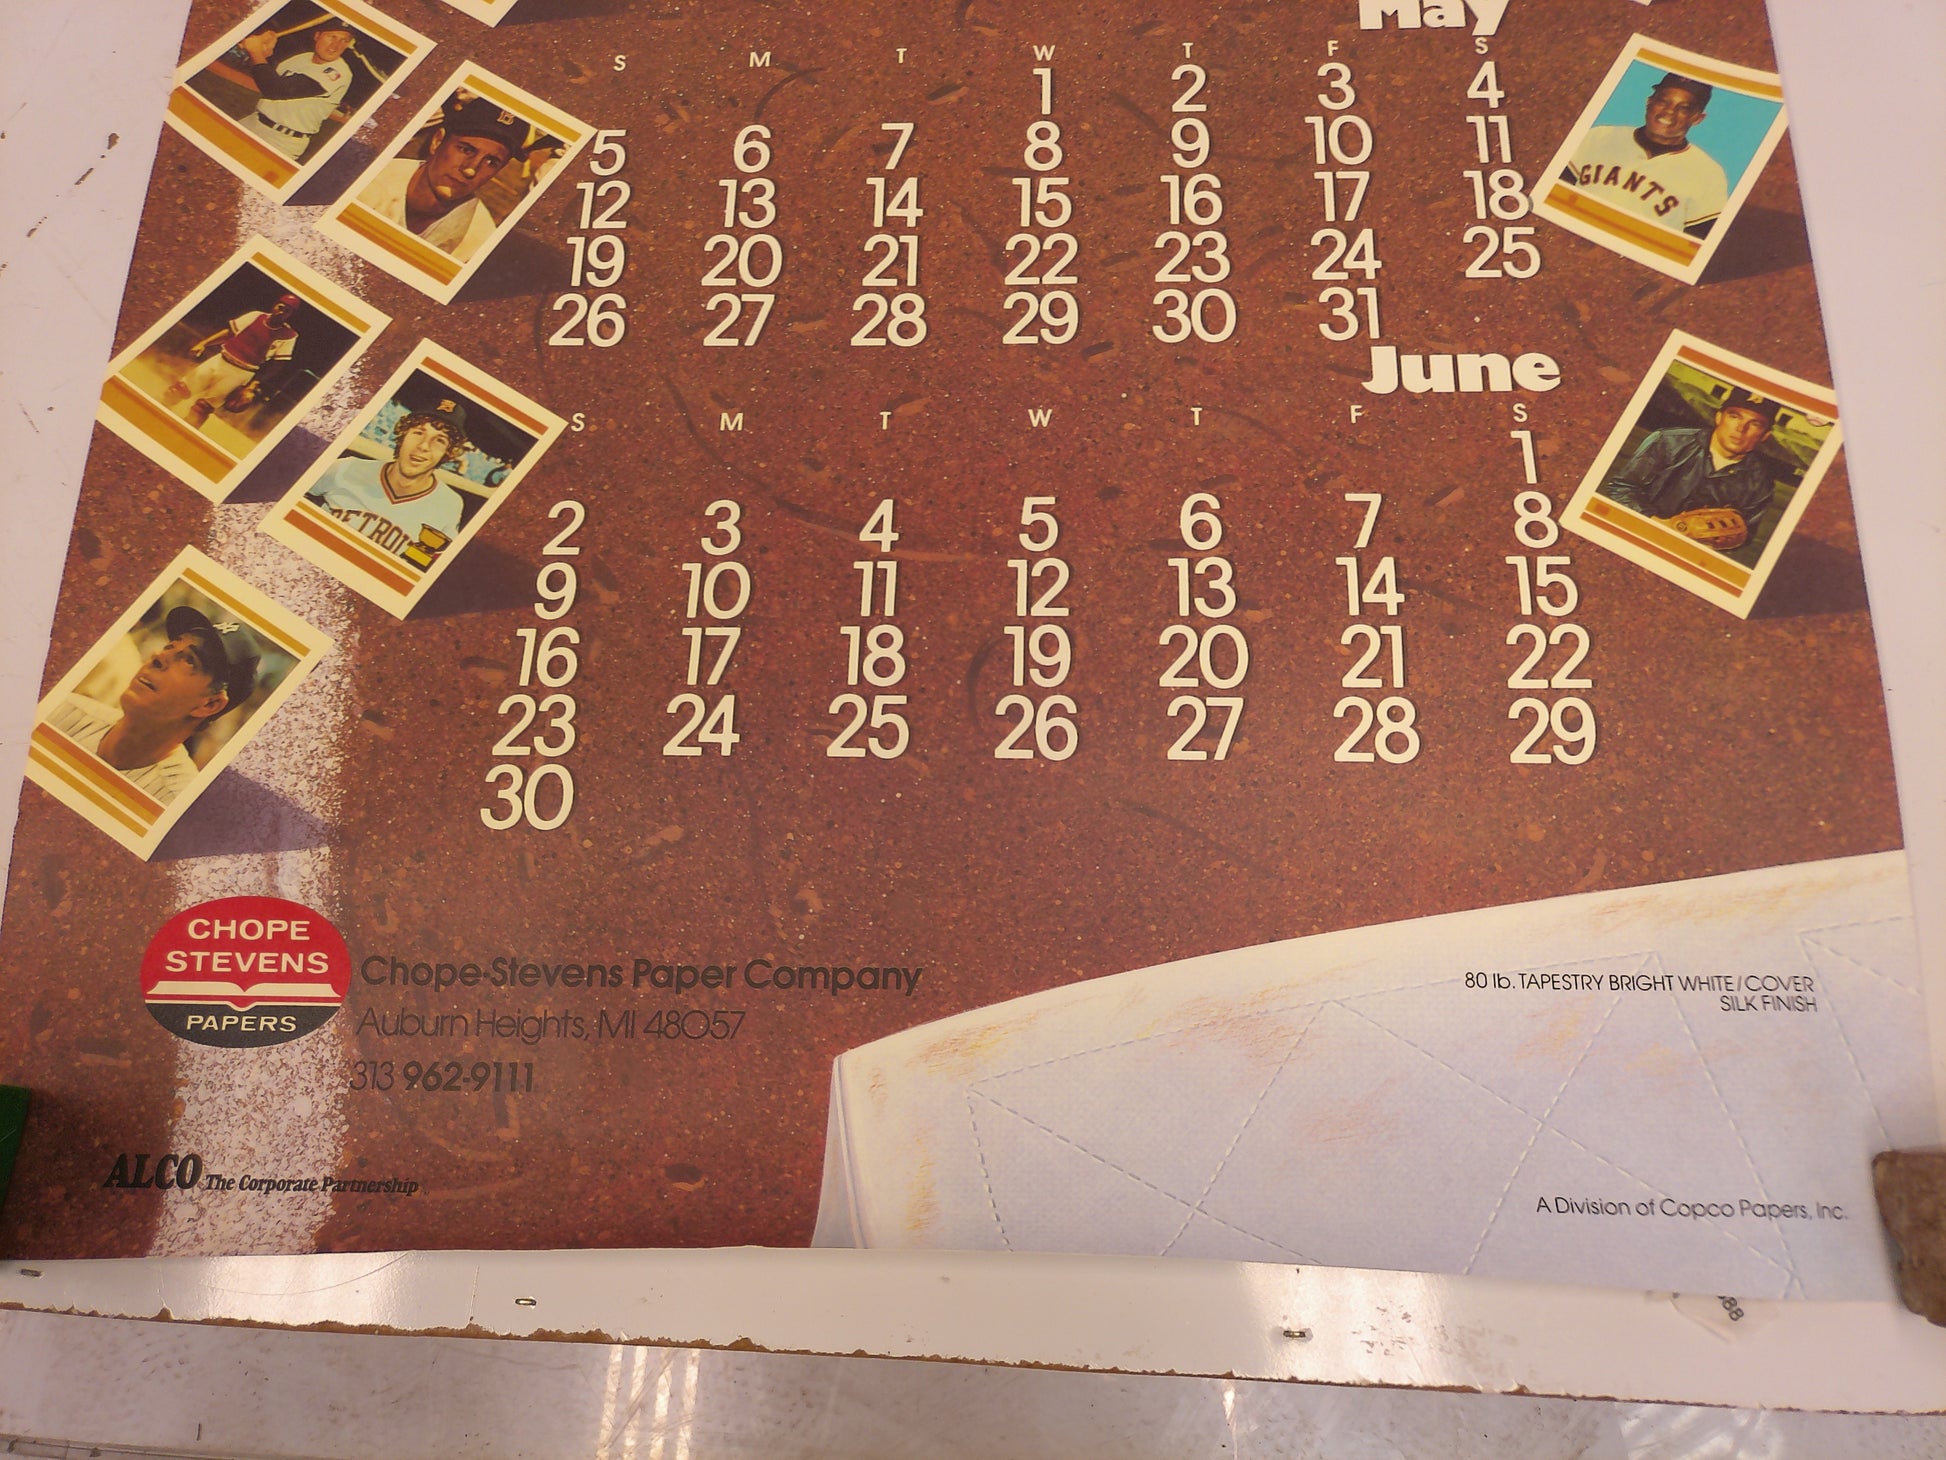 May
S M T W T F S
1 2 3 4
5 6 7 8 9 10 11
12 13 14 15 16 17 18
19 20 21 22 23 24 25
26 27 28 29 30 31
GIANTS
June
S M T W T F S
1
2 3 4 5 6 7 8
9 10 11 12 13 14 15
16 17 18 19 20 21 22
23 24 25 26 27 28 29
30
DETROIT
CHOPE
STEVENS
PAPERS
Chope-Stevens Paper Company
Auburn Heights, MI 48057
313 962-9111
ALCO The Corporate Partnership
80 lb. TAPESTRY BRIGHT WHITE/COVER
SILK FINISH
A Division of Copco Papers, Inc.